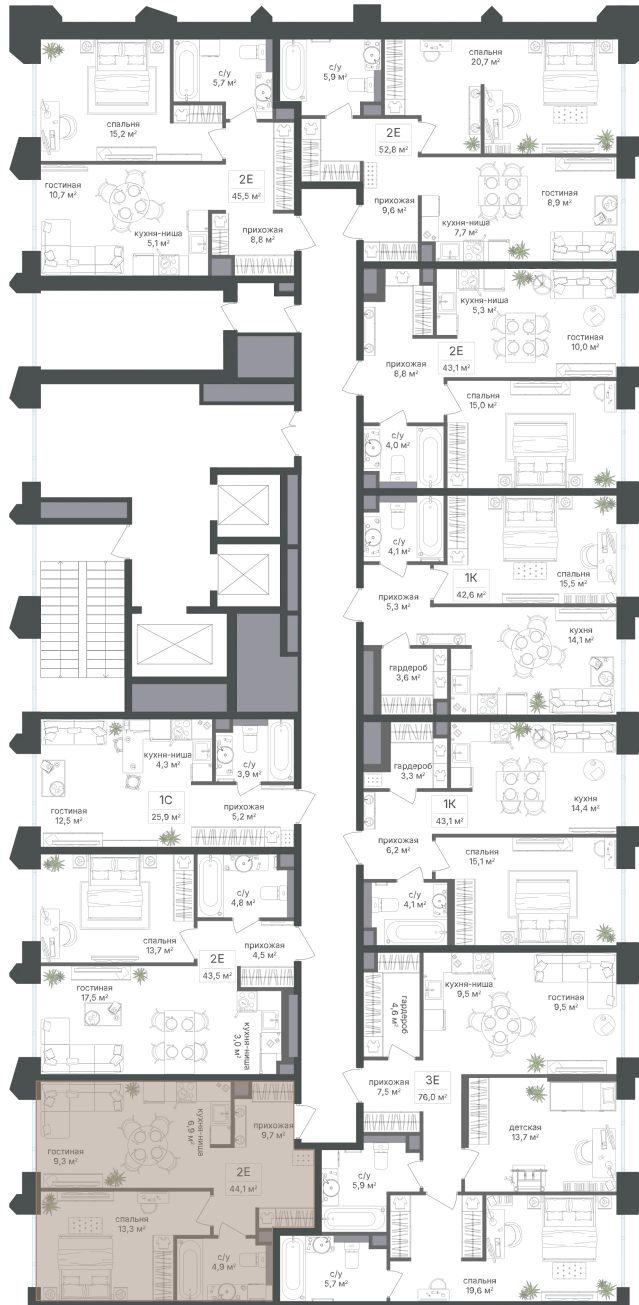 с/у
5,7 м²
с/у
5,9 м²
спальня
20,7 м²
спальня
15,2 м²
2Е
52,8 м²
2Е
45,5 м²
гостиная
10,7 м²
кухня-ниша
5,1 м²
прихожая
8,8 м²
прихожая
9,6 м²
кухня-ниша
7,7 м²
гостиная
8,9 м²
кухня-ниша
5,3 м²
гостиная
10,0 м²
2Е
43,1 м²
прихожая
8,8 м²
спальня
15,0 м²
с/у
4,0 м²
с/у
4,1 м²
спальня
15,5 м²
1К
42,6 м²
прихожая
5,3 м²
кухня
14,1 м²
гардероб
3,6 м²
кухня-ниша
4,3 м²
с/у
3,9 м²
гостиная
12,5 м²
1С
25,9 м²
прихожая
5,2 м²
гардероб
3,3 м²
кухня
14,4 м²
1К
43,1 м²
прихожая
6,2 м²
спальня
15,1 м²
с/у
4,1 м²
с/у
4,8 м²
спальня
13,7 м²
прихожая
4,5 м²
2Е
43,5 м²
гостиная
17,5 м²
кухня-ниша
3,0 м²
гардероб
4,6 м²
кухня-ниша
9,5 м²
гостиная
9,5 м²
прихожая
7,5 м²
3Е
76,0 м²
детская
13,7 м²
гостиная
9,3 м²
кухня-ниша
6,9 м²
прихожая
9,7 м²
2Е
44,1 м²
с/у
5,9 м²
спальня
13,3 м²
с/у
4,9 м²
с/у
5,7 м²
спальня
19,6 м²